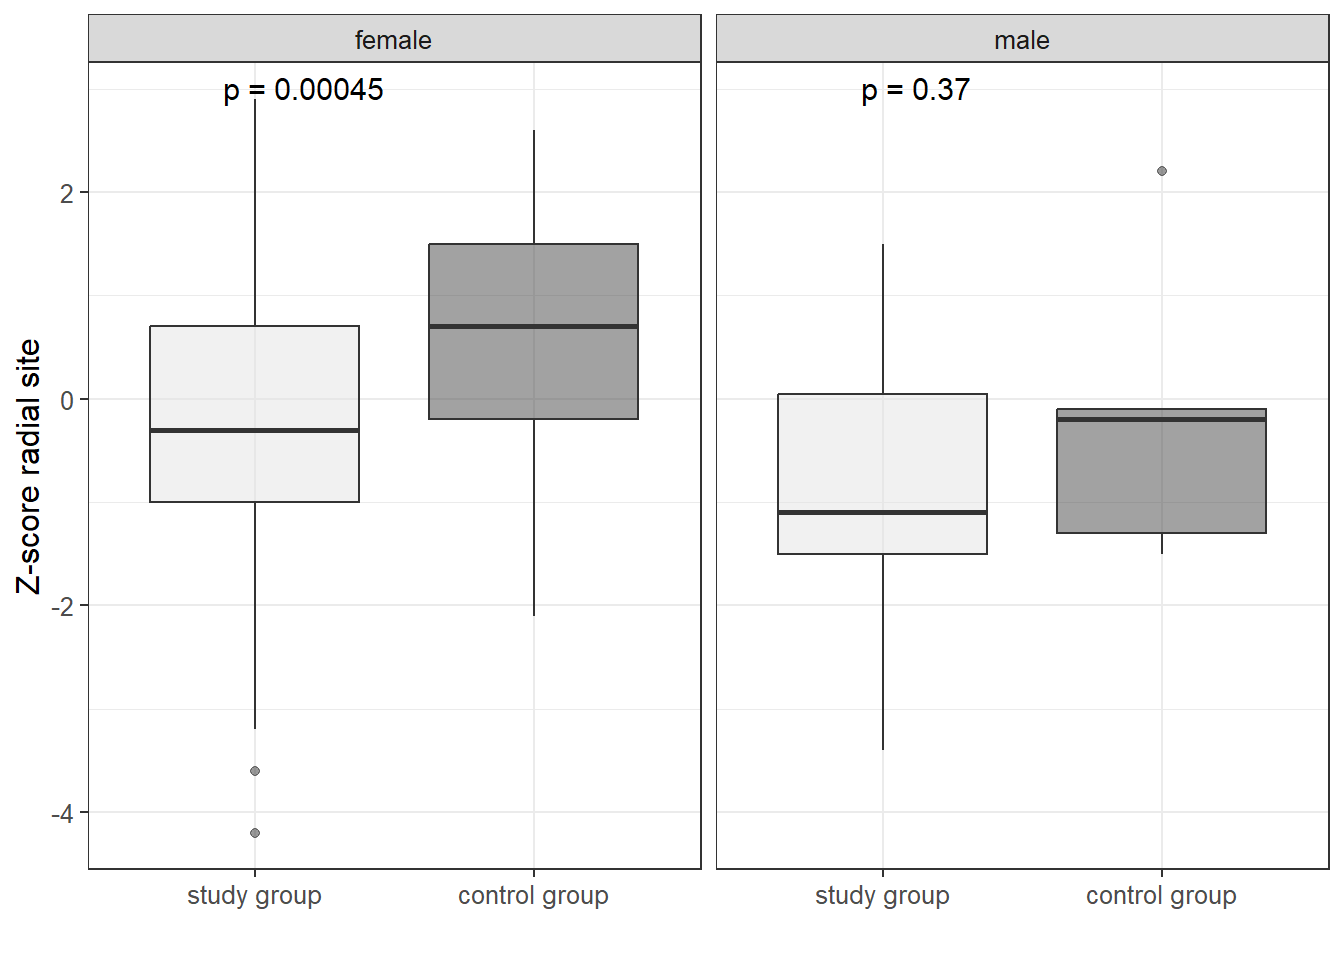 female
male
p = 0.00045
p = 0.37
Z-score radial site
2
0
-2
-4
study group
control group
study group
control group